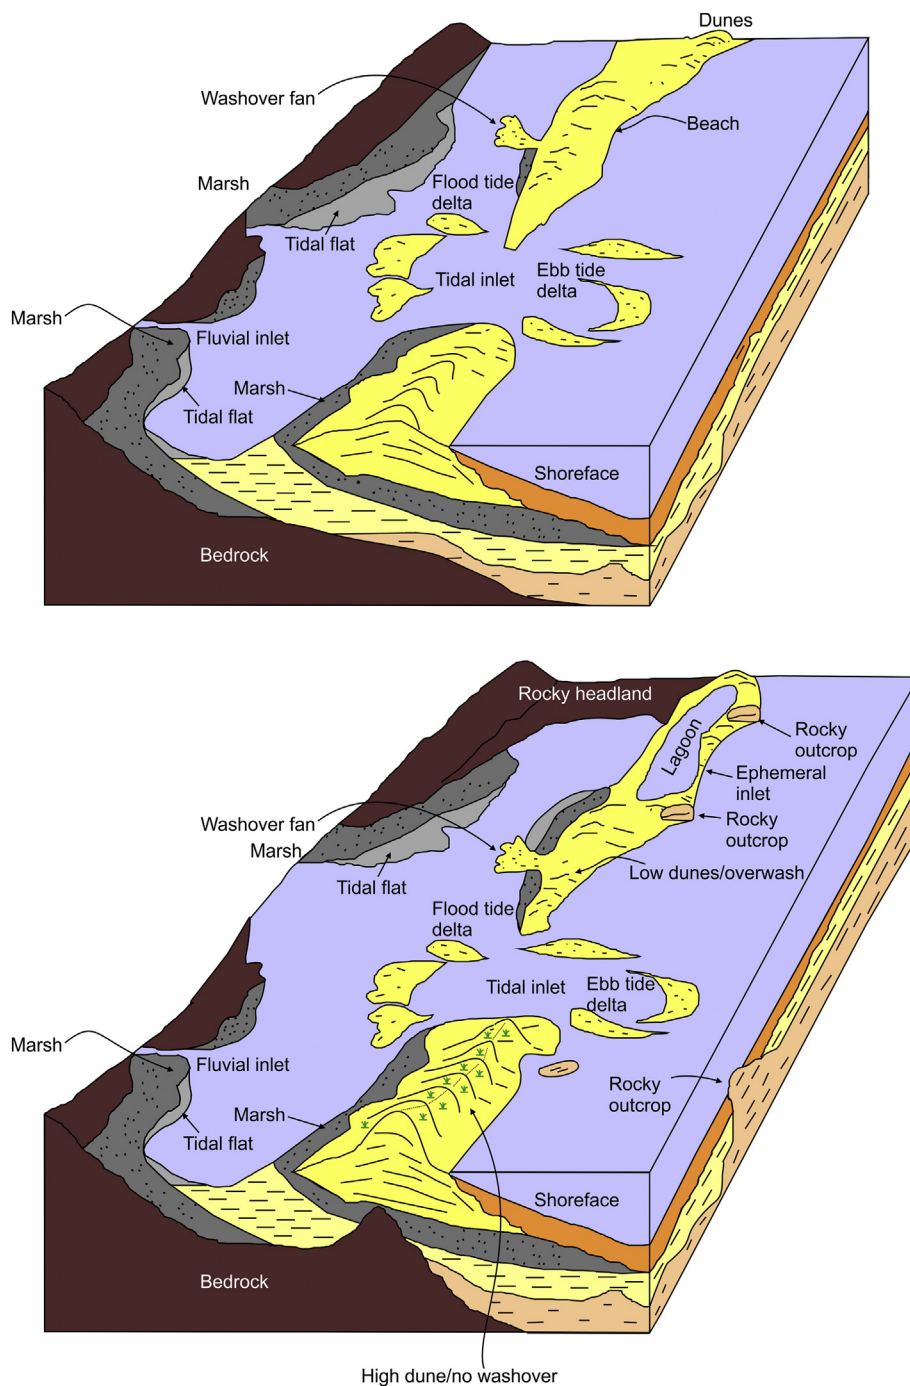 Dunes
Washover fan
Beach
Marsh
Flood tide
delta
Tidal flat
Tidal inlet
Ebb tide
delta
Marsh
Fluvial inlet
Marsh
Tidal flat
Shoreface
Bedrock
Rocky headland
Lagoon
Rocky
outcrop
Ephemeral
inlet
Washover fan
Rocky
outcrop
Marsh
Tidal flat
Low dunes/overwash
Flood tide
delta
Tidal inlet
Ebb tide
delta
Marsh
Fluvial inlet
Rocky
outcrop
Marsh
Tidal flat
Shoreface
Bedrock
High dune/no washover